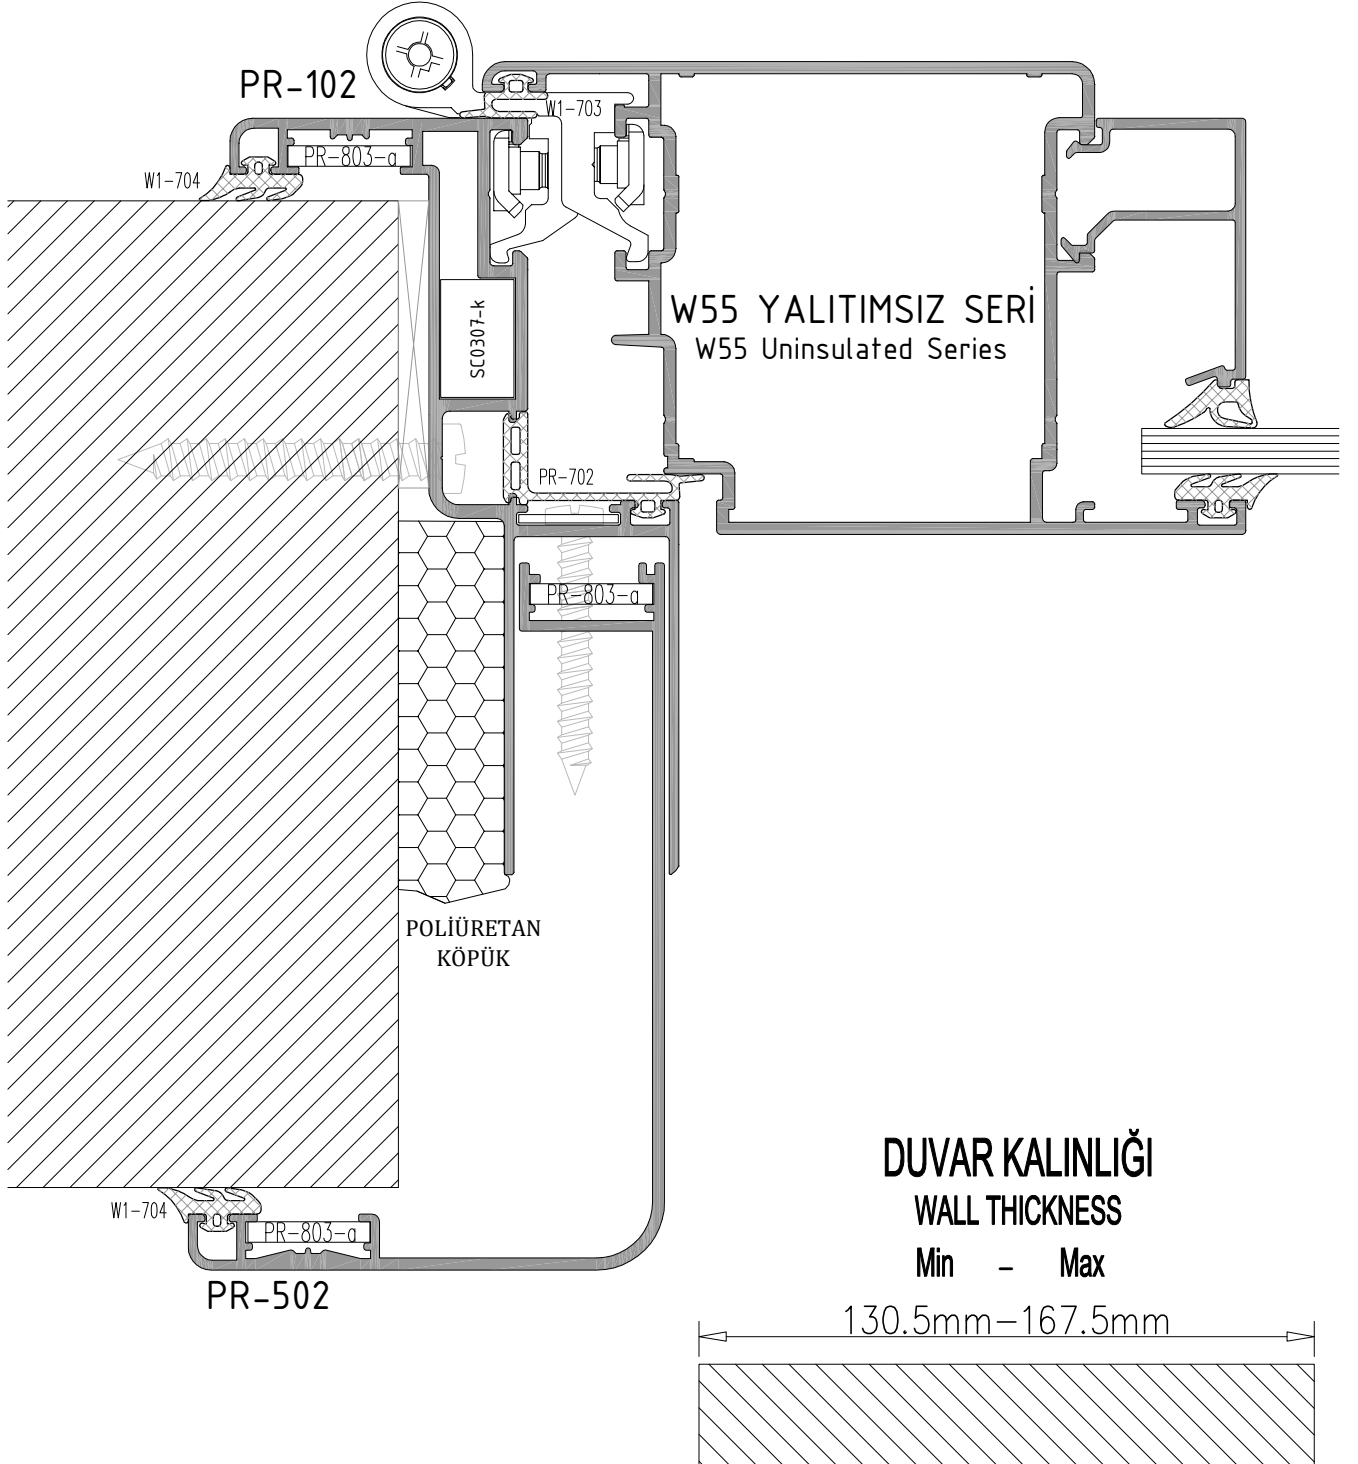 PR-102
W1-703
PR-803-a
W1-704
SC0307-k
W55 YALITIMSIZ SERİ
W55 Uninsulated Series
PR-702
PR-803-a
POLİÜRETAN
KÖPÜK
W1-704
PR-803-a
PR-502
DUVAR KALINLIĞI
WALL THICKNESS
Min - Max
130.5mm-167.5mm